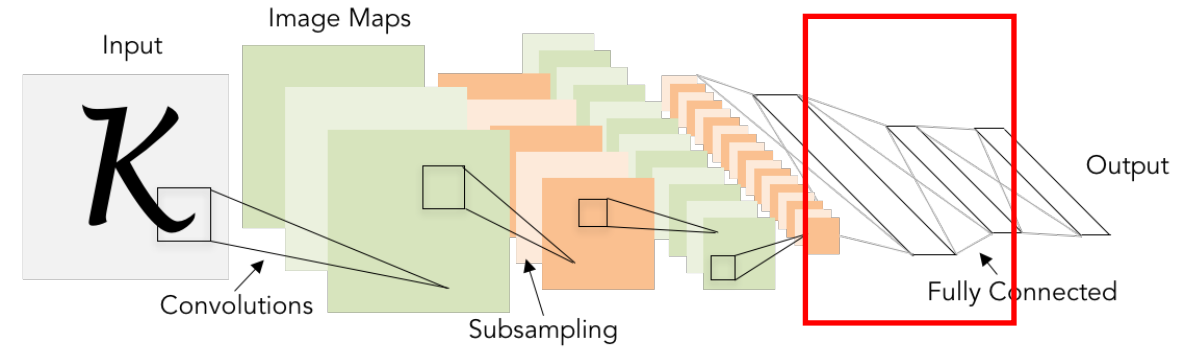 Input
Image Maps
K
Convolutions
Subsampling
Fully Connected
Output